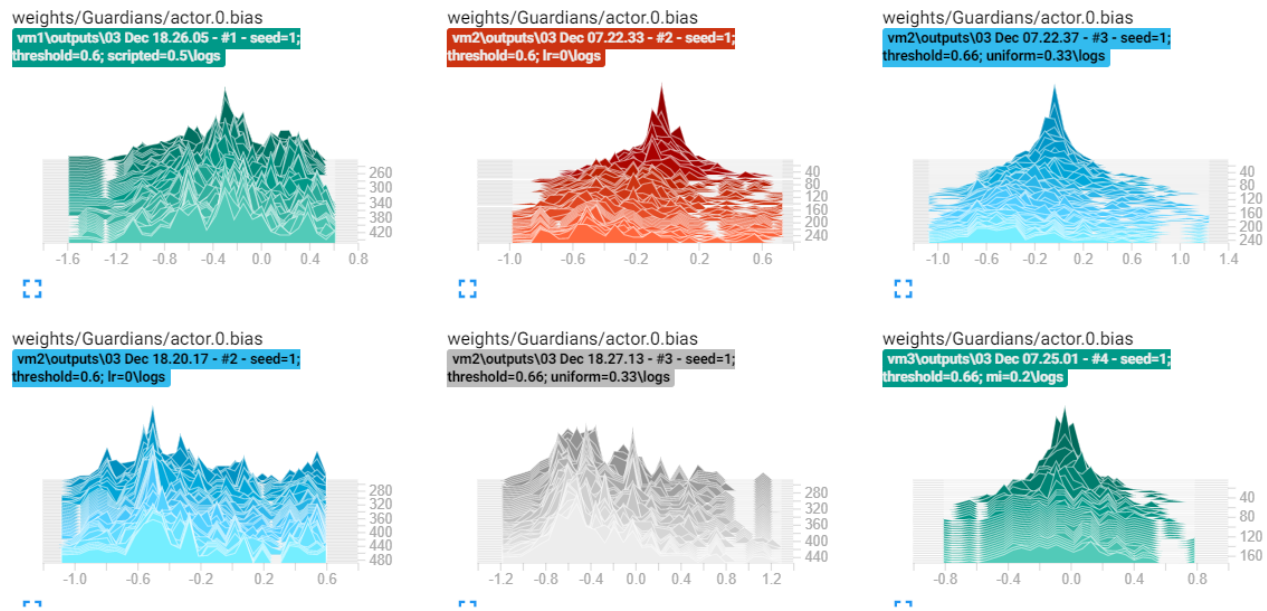 weights/Guardians/actor.0.bias
vm1\outputs\03 Dec 18.26.05 - #1 - seed=1;
threshold=0.6; scripted=0.5\logs
260
300
340
380
420
-1.6 -1.2 -0.8 -0.4 0.0 0.4 0.8
weights/Guardians/actor.0.bias
vm2\outputs\03 Dec 07.22.33 - #2 - seed=1;
threshold=0.6; lr=0\logs
40
80
120
160
200
240
-1.0 -0.6 -0.2 0.2 0.6
weights/Guardians/actor.0.bias
vm2\outputs\03 Dec 07.22.37 - #3 - seed=1;
threshold=0.66; uniform=0.33\logs
40
80
120
160
200
240
-1.0 -0.6 -0.2 0.2 0.6 1.0 1.4
weights/Guardians/actor.0.bias
vm2\outputs\03 Dec 18.20.17 - #2 - seed=1;
threshold=0.6; lr=0\logs
280
320
360
400
440
480
-1.0 -0.6 -0.2 0.2 0.6
weights/Guardians/actor.0.bias
vm2\outputs\03 Dec 18.27.13 - #3 - seed=1;
threshold=0.66; uniform=0.33\logs
280
320
360
400
440
-1.2 -0.8 -0.4 0.0 0.4 0.8 1.2
weights/Guardians/actor.0.bias
vm3\outputs\03 Dec 07.25.01 - #4 - seed=1;
threshold=0.66; mi=0.2\logs
40
80
120
160
-0.8 -0.4 0.0 0.4 0.8